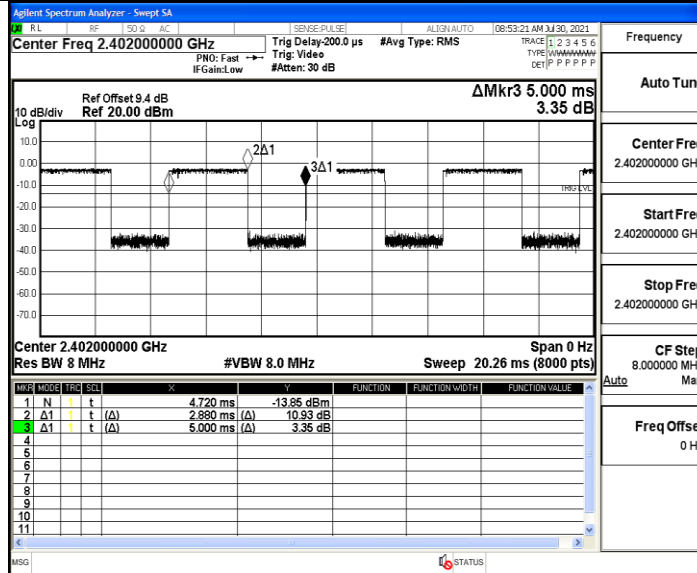 Agilent Spectrum Analyzer - Swept SA
RL RF 50 Ω AC SENSE:PULSE ALIGNAUTO 08:53:21 AM Jul 30, 2021
Center Freq 2.402000000 GHz
PNO: Fast
IFGain:Low
Trig Delay-200.0 µs
Trig: Video
#Atten: 30 dB
#Avg Type: RMS
TRACE 1 2 3 4 5 6
TYPE WWWWWW
DET P P P P P P
Ref Offset 9.4 dB
Ref 20.00 dBm
10 dB/div
Log
ΔMkr3 5.000 ms
3.35 dB
10.0
0.00
-10.0
-20.0
-30.0
-40.0
-50.0
-60.0
-70.0
2Δ1
3Δ1
TRIG LVL
Center 2.402000000 GHz Span 0 Hz
Res BW 8 MHz #VBW 8.0 MHz Sweep 20.26 ms (8000 pts)
MKR MODE TRC SCL X Y FUNCTION FUNCTION WIDTH FUNCTION VALUE
1 N 1 t 4.720 ms -13.85 dBm
2 Δ1 1 t (Δ) 2.880 ms (Δ) 10.93 dB
3 Δ1 1 t (Δ) 5.000 ms (Δ) 3.35 dB
4
5
6
7
8
9
10
11
MSG STATUS
Frequency
Auto Tun
Center Fre
2.402000000 GH
Start Fre
2.402000000 GH
Stop Fre
2.402000000 GH
CF Ste
8.000000 MH
Auto Ma
Freq Offse
0 H